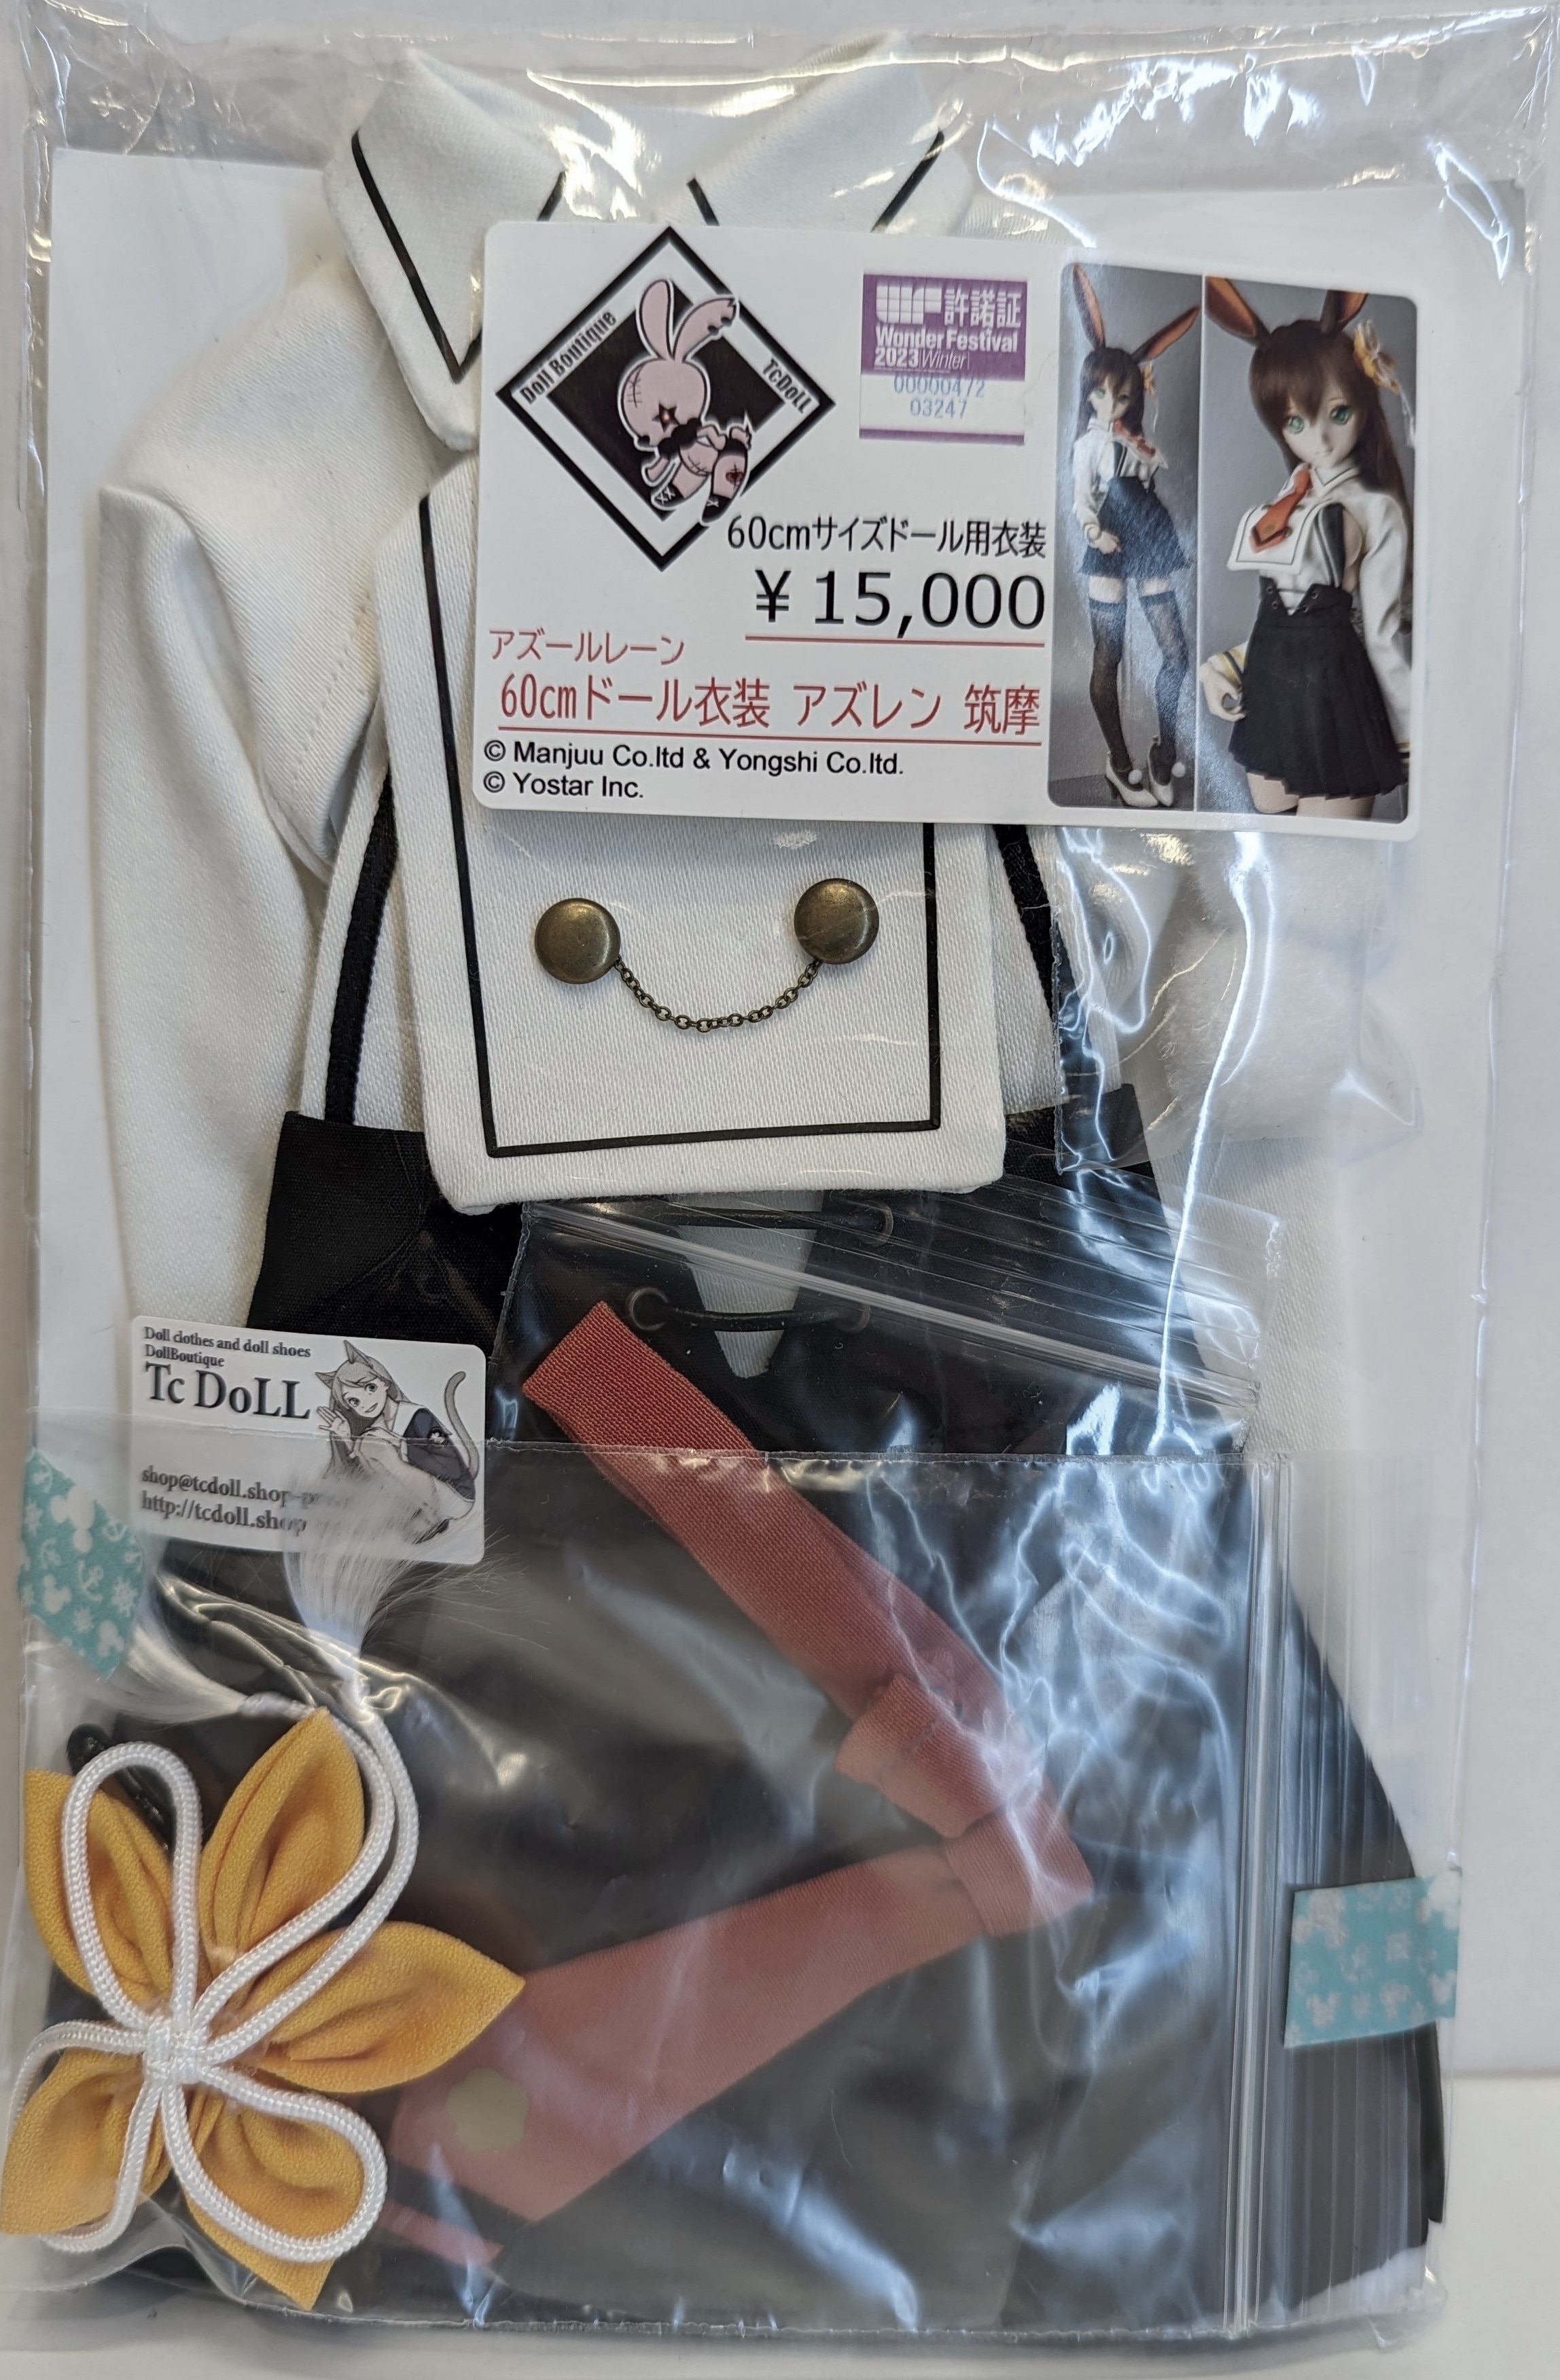 Doll Boutique
TcDoLL
WF許諾証
Wonder Festival
2023 Winter
00000472
03247
60cmサイズドール用衣装
¥15,000
アズールレーン
60cmドール衣装 アズレン 筑摩
© Manjuu Co.ltd & Yongshi Co.ltd.
© Yostar Inc.
Doll clothes and doll shoes
DollBoutique
Tc DoLL
shop@tcdoll.shop
http://tcdoll.shop